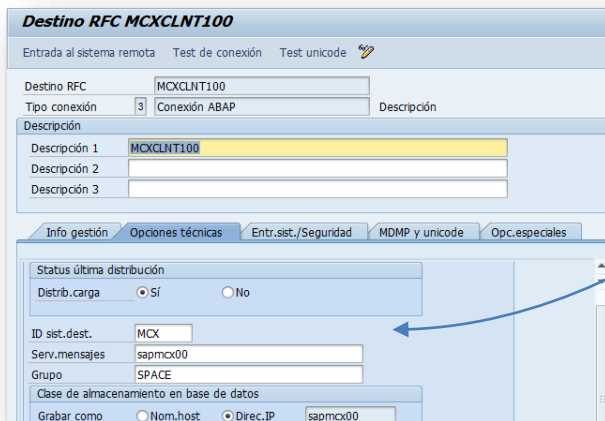 Destino RFC MCXCLNT100
Entrada al sistema remota Test de conexión Test unicode
Destino RFC MCXCLNT100
Tipo conexión 3 Conexión ABAP Descripción
Descripción
Descripción 1 MCXCLNT100
Descripción 2
Descripción 3
Info gestión Opciones técnicas Entr.sist./Seguridad MDMP y unicode Opc.especiales
Status última distribución
Distrib.carga Sí No
ID sist.dest. MCX
Serv.mensajes sapmcx00
Grupo SPACE
Clase de almacenamiento en base de datos
Grabar como Nom.host Direc.IP sapmcx00